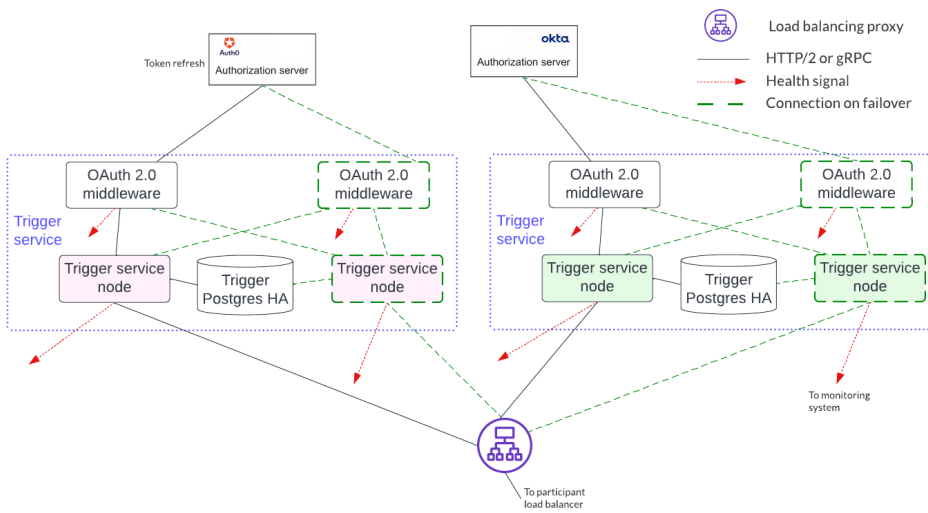 Load balancing proxy
HTTP/2 or gRPC
Health signal
Connection on failover
Token refresh
Auth0
Authorization server
okta
Authorization server
OAuth 2.0
middleware
OAuth 2.0
middleware
Trigger
service
Trigger service
node
Trigger
Postgres HA
Trigger service
node
OAuth 2.0
middleware
OAuth 2.0
middleware
Trigger
service
Trigger service
node
Trigger
Postgres HA
Trigger service
node
To monitoring
system
To participant
load balancer